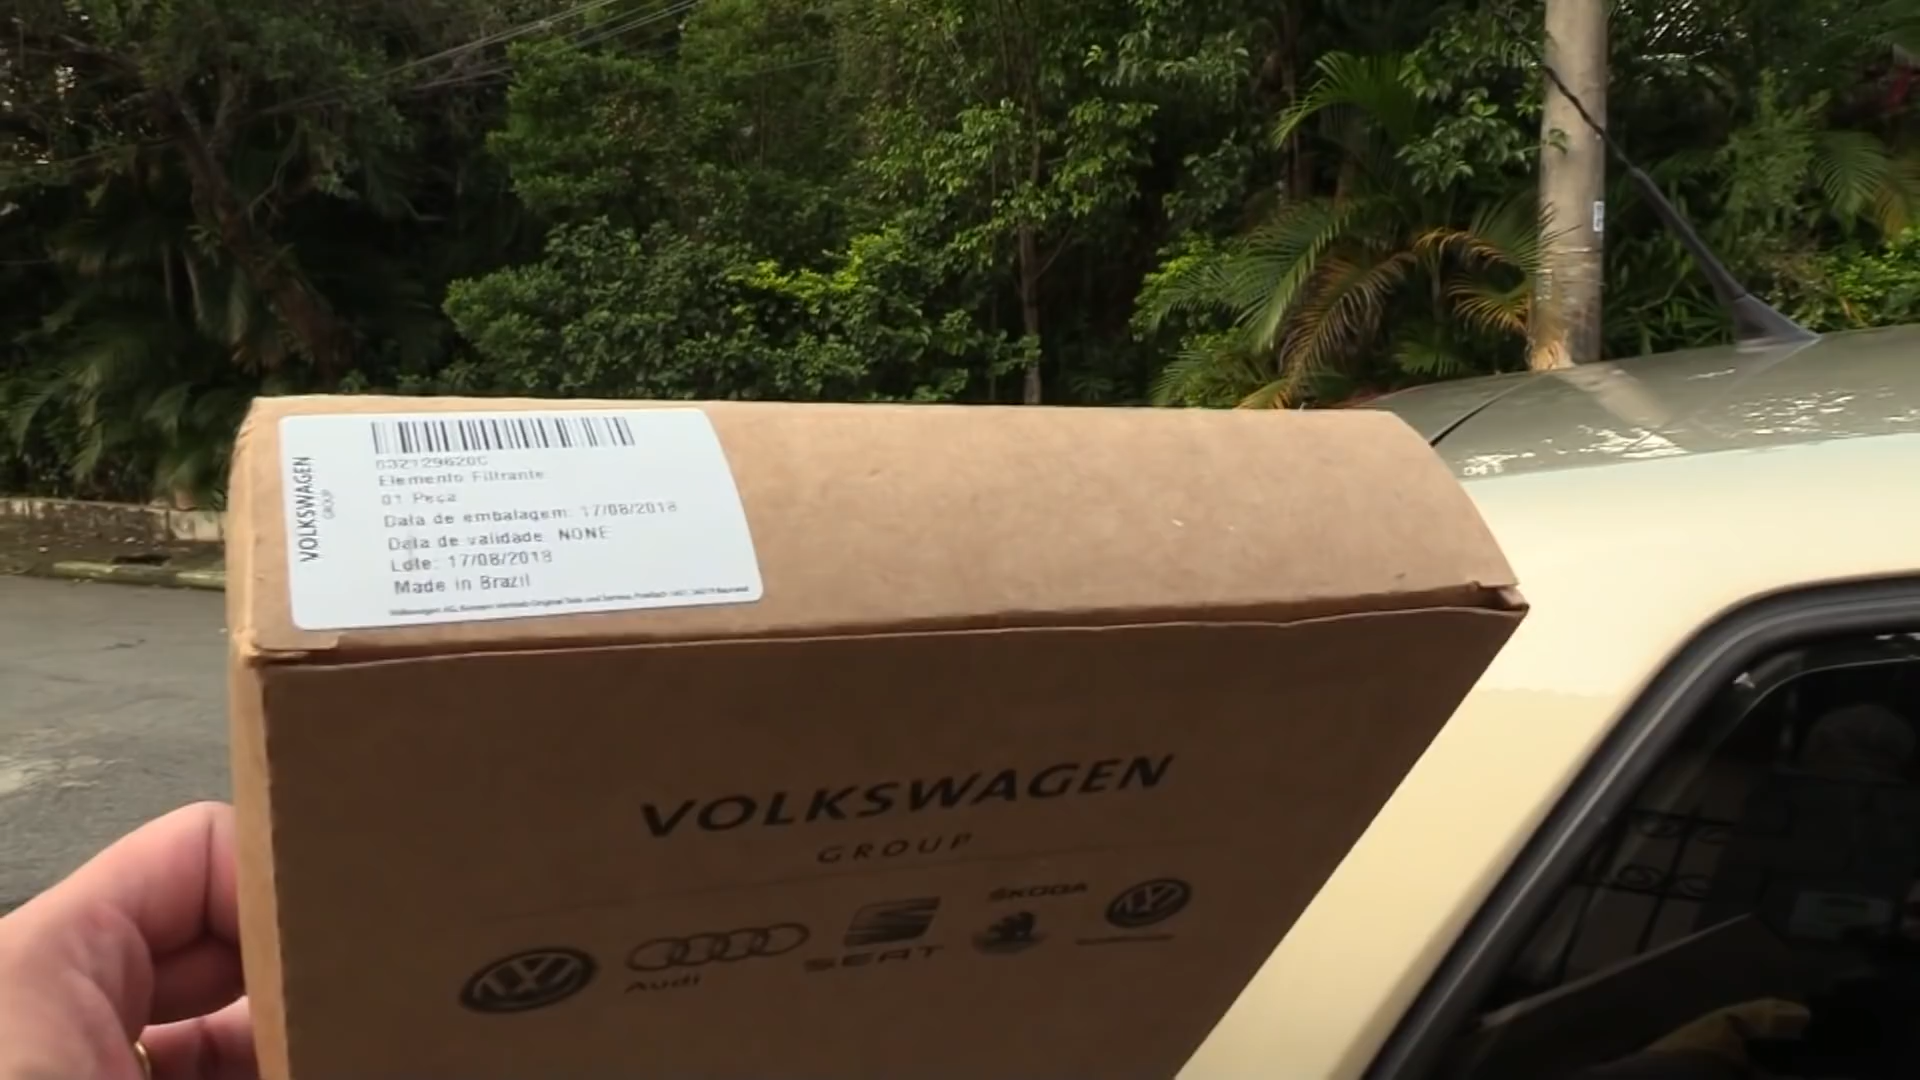 VOLKSWAGEN
GROUP
032129620C
Elemento Filtrante
01 Peça
Data de embalagem: 17/08/2018
Data de validade: NONE
Lote: 17/08/2018
Made in Brazil
VOLKSWAGEN
GROUP
Audi
SEAT
ŠKODA